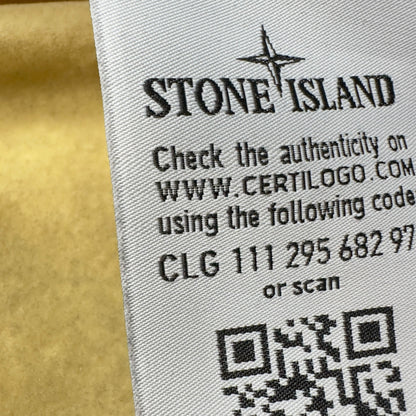 STONE ISLAND
Check the authenticity on
WWW.CERTILOGO.COM
using the following code
CLG 111 295 682 97
or scan